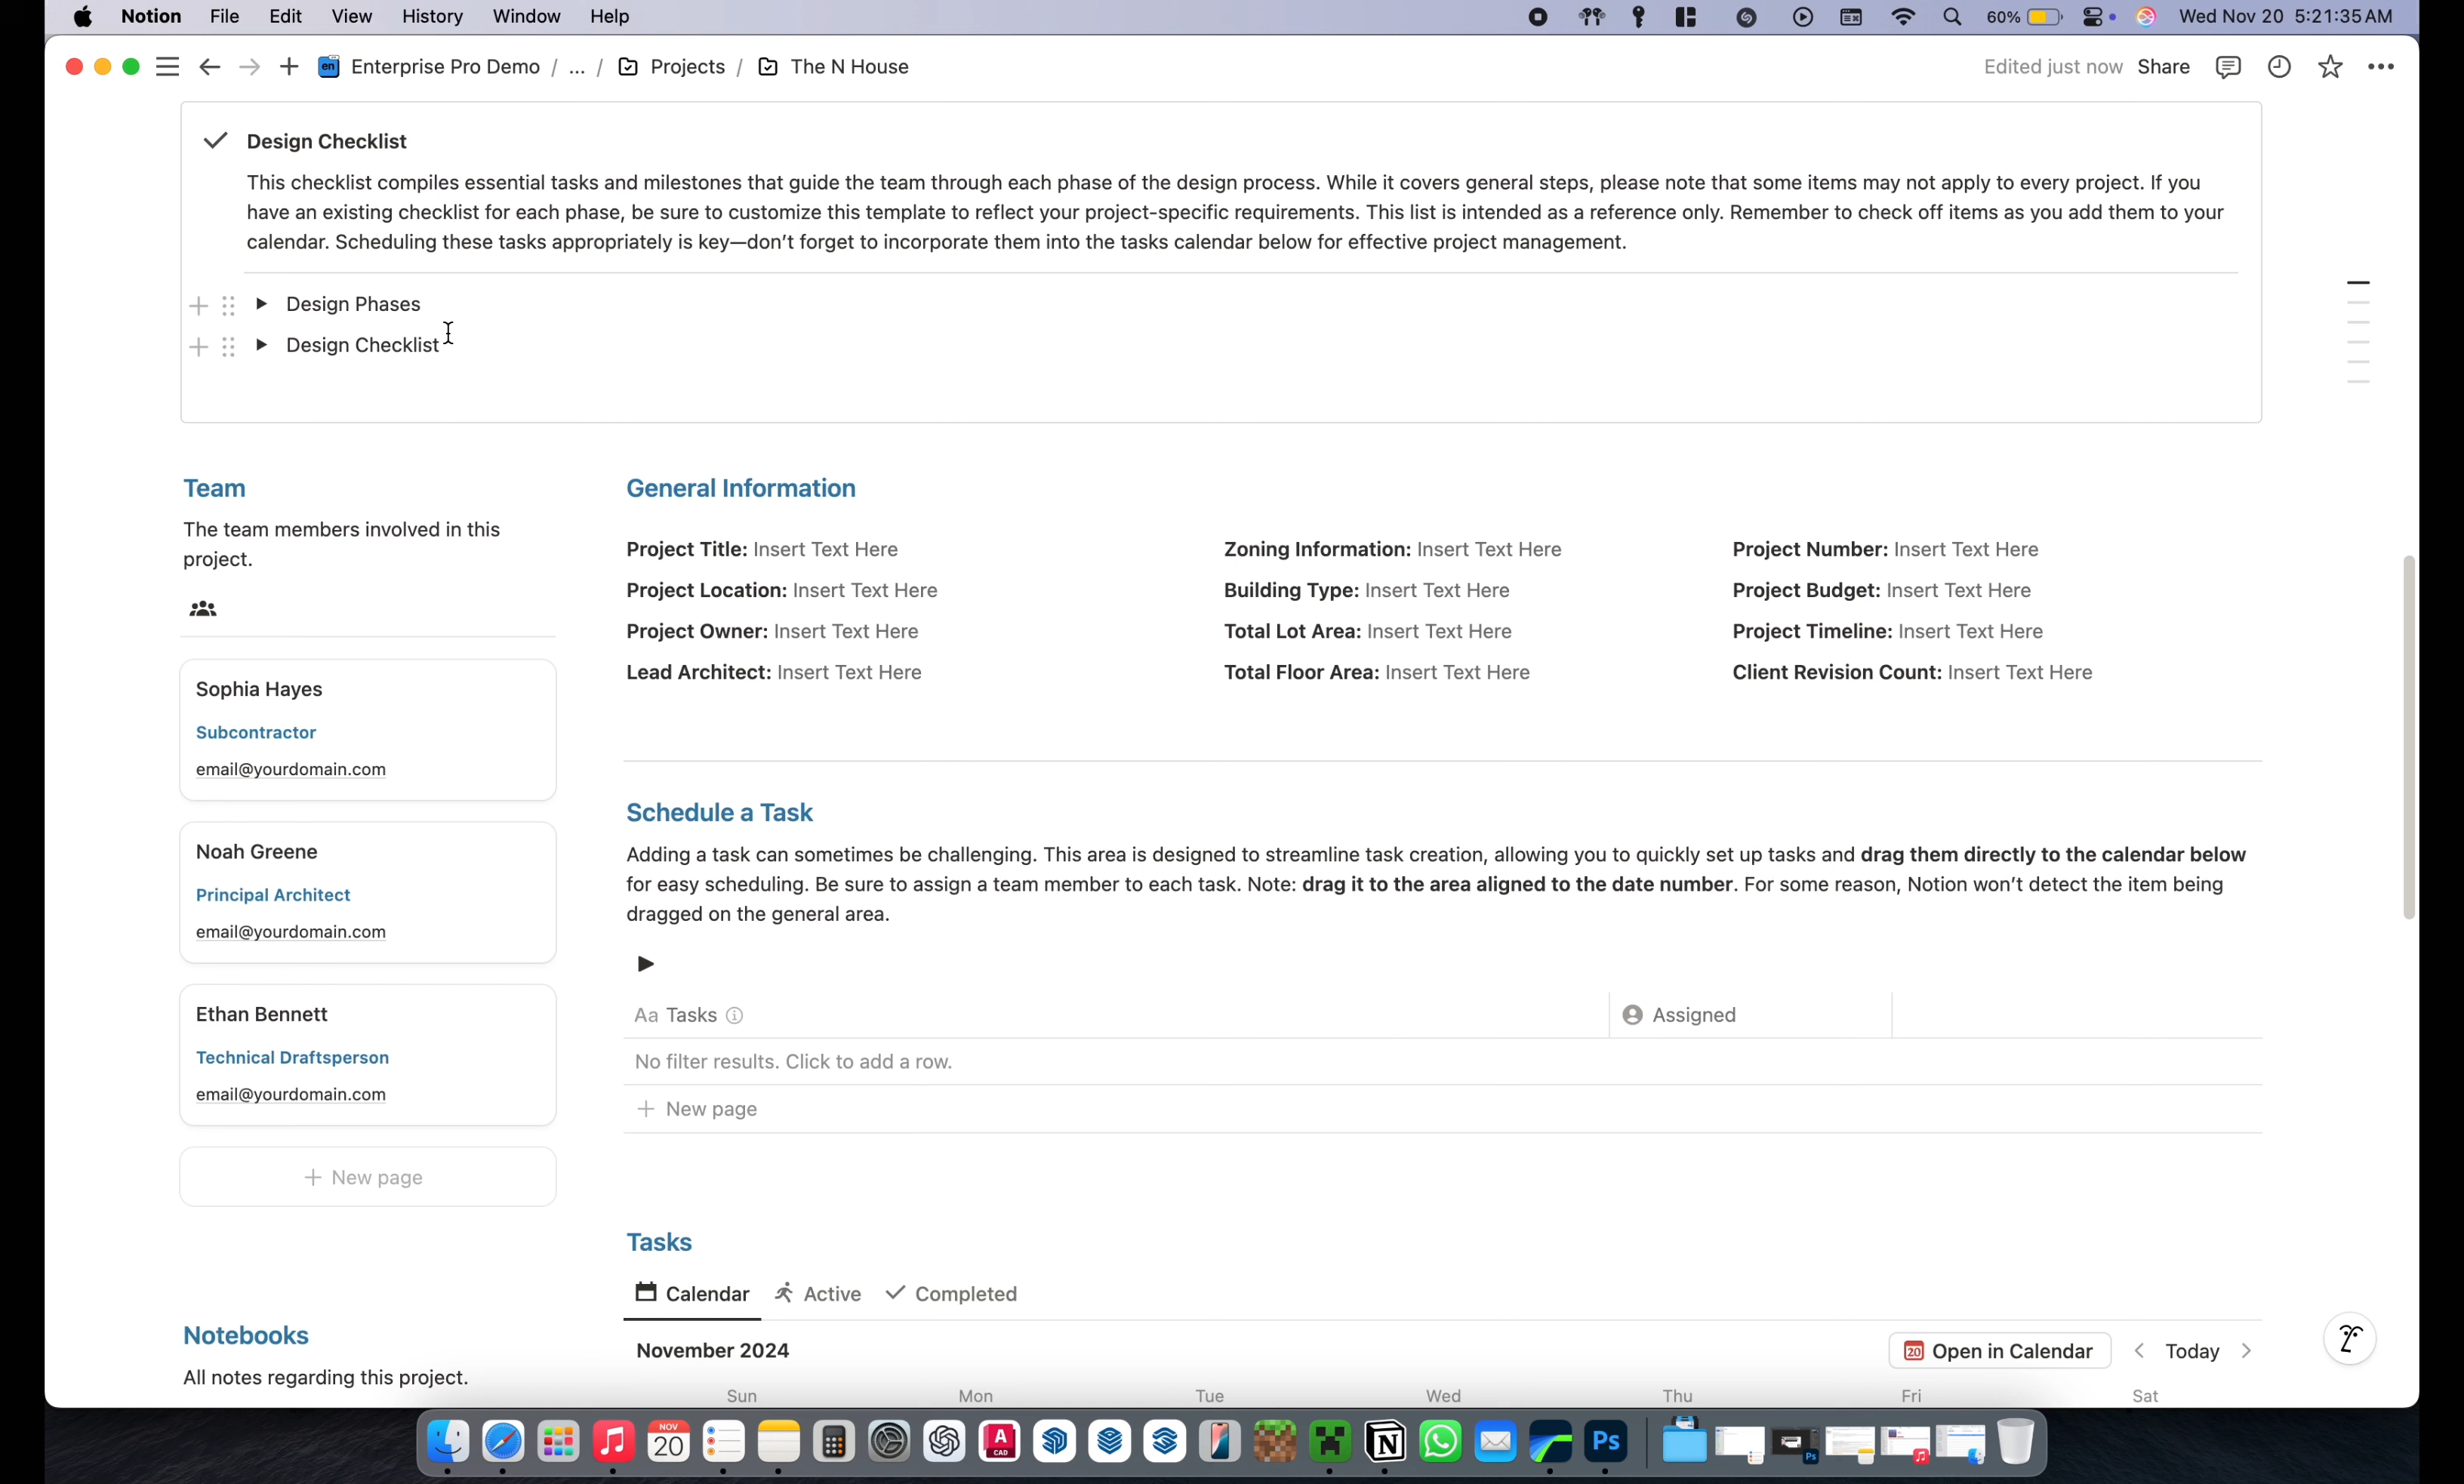 Notion File Edit View History Window Help
60% Wed Nov 20 5:21:35 AM
en Enterprise Pro Demo / ... / Projects / The N House
Edited just now Share
Design Checklist
This checklist compiles essential tasks and milestones that guide the team through each phase of the design process. While it covers general steps, please note that some items may not apply to every project. If you
have an existing checklist for each phase, be sure to customize this template to reflect your project-specific requirements. This list is intended as a reference only. Remember to check off items as you add them to your
calendar. Scheduling these tasks appropriately is key—don't forget to incorporate them into the tasks calendar below for effective project management.
Design Phases
Design Checklist
Team
The team members involved in this
project.
Sophia Hayes
Subcontractor
email@yourdomain.com
Noah Greene
Principal Architect
email@yourdomain.com
Ethan Bennett
Technical Draftsperson
email@yourdomain.com
+ New page
Notebooks
All notes regarding this project.
General Information
Project Title: Insert Text Here
Project Location: Insert Text Here
Project Owner: Insert Text Here
Lead Architect: Insert Text Here
Zoning Information: Insert Text Here
Building Type: Insert Text Here
Total Lot Area: Insert Text Here
Total Floor Area: Insert Text Here
Project Number: Insert Text Here
Project Budget: Insert Text Here
Project Timeline: Insert Text Here
Client Revision Count: Insert Text Here
Schedule a Task
Adding a task can sometimes be challenging. This area is designed to streamline task creation, allowing you to quickly set up tasks and drag them directly to the calendar below
for easy scheduling. Be sure to assign a team member to each task. Note: drag it to the area aligned to the date number. For some reason, Notion won't detect the item being
dragged on the general area.
Aa Tasks Assigned
No filter results. Click to add a row.
+ New page
Tasks
Calendar Active Completed
November 2024
20 Open in Calendar Today
Sun Mon Tue Wed Thu Fri Sat
NOV
20
A
CAD
N
Ps
Ps